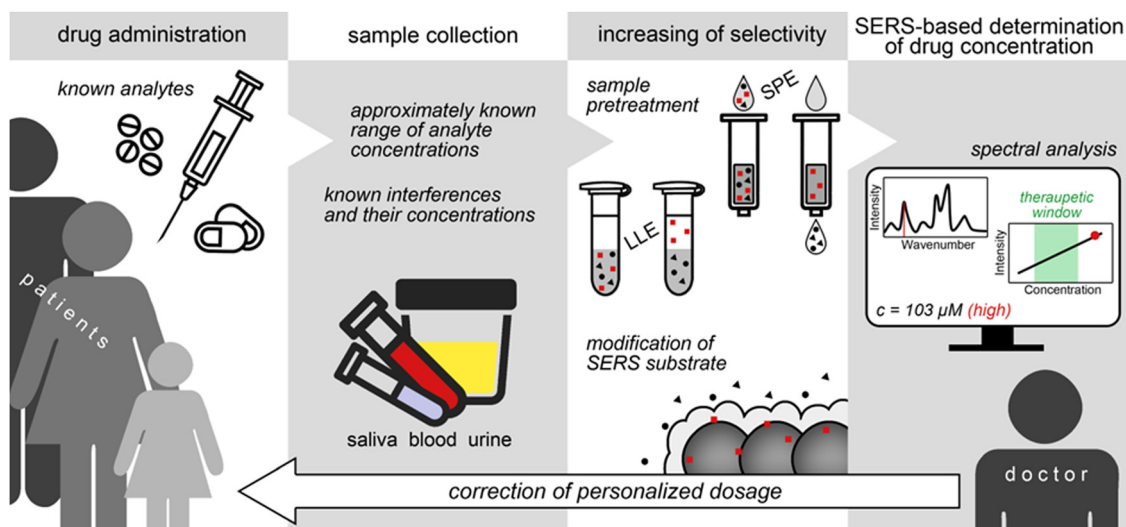 drug administration
sample collection
increasing of selectivity
SERS-based determination
of drug concentration
known analytes
patients
approximately known
range of analyte
concentrations
known interferences
and their concentrations
saliva blood urine
sample
pretreatment
SPE
LLE
modification of
SERS substrate
spectral analysis
Intensity
Wavenumber
theraupetic
window
Intensity
Concentration
c = 103 µM (high)
doctor
correction of personalized dosage